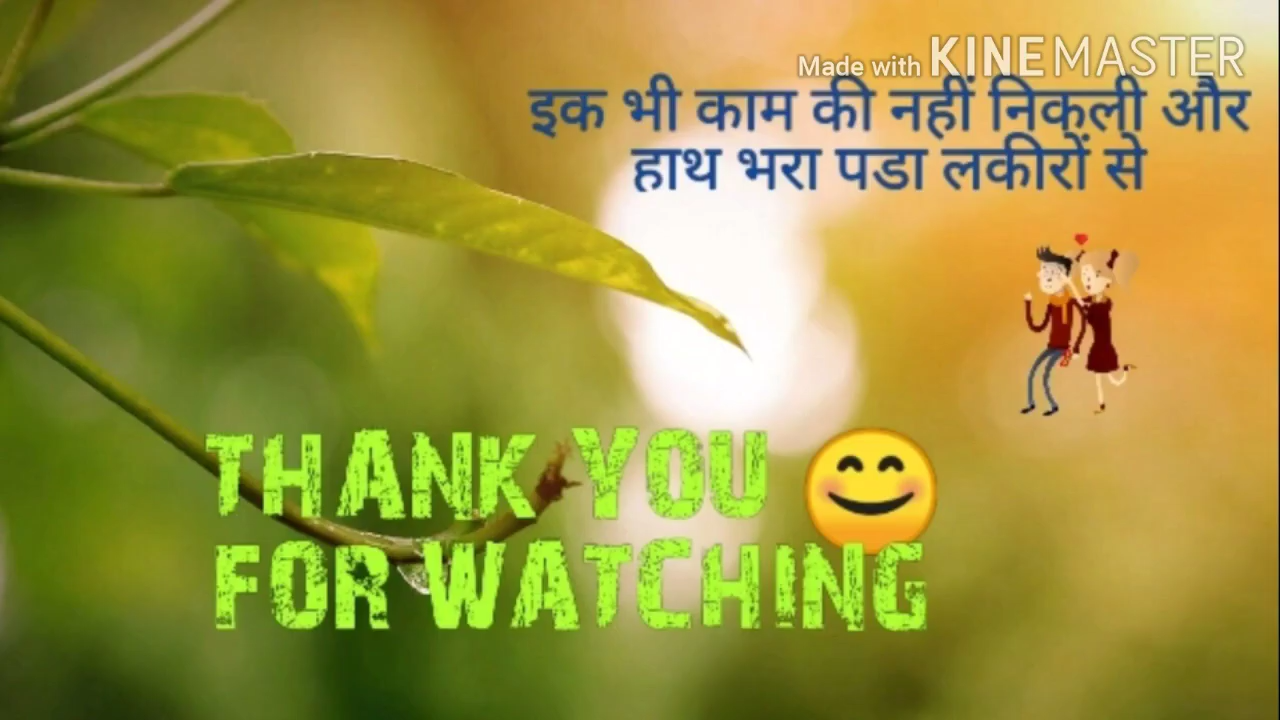 Made with KINEMASTER
इक भी काम की नहीं निकली और
हाथ भरा पडा लकीरों से
THANK YOU 😊
FOR WATCHING